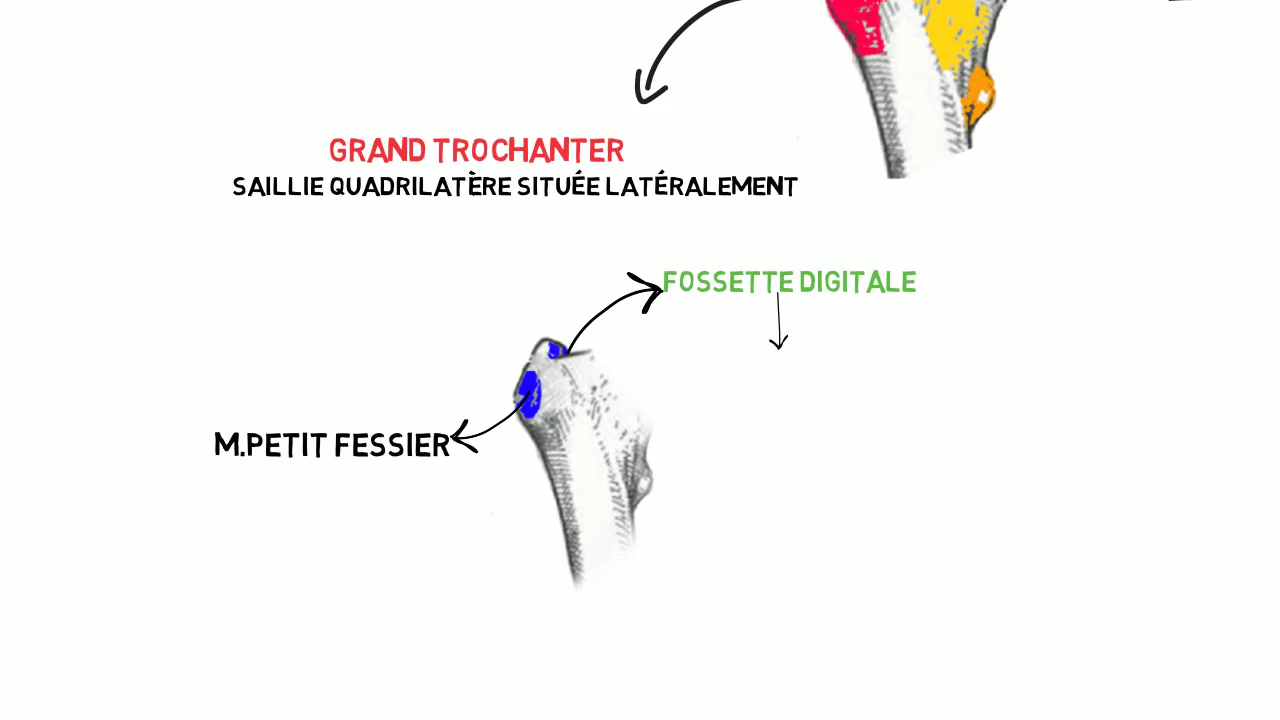 GRAND TROCHANTER
SAILLIE QUADRILATÈRE SITUÉE LATÉRALEMENT
FOSSETTE DIGITALE
M.PETIT FESSIER